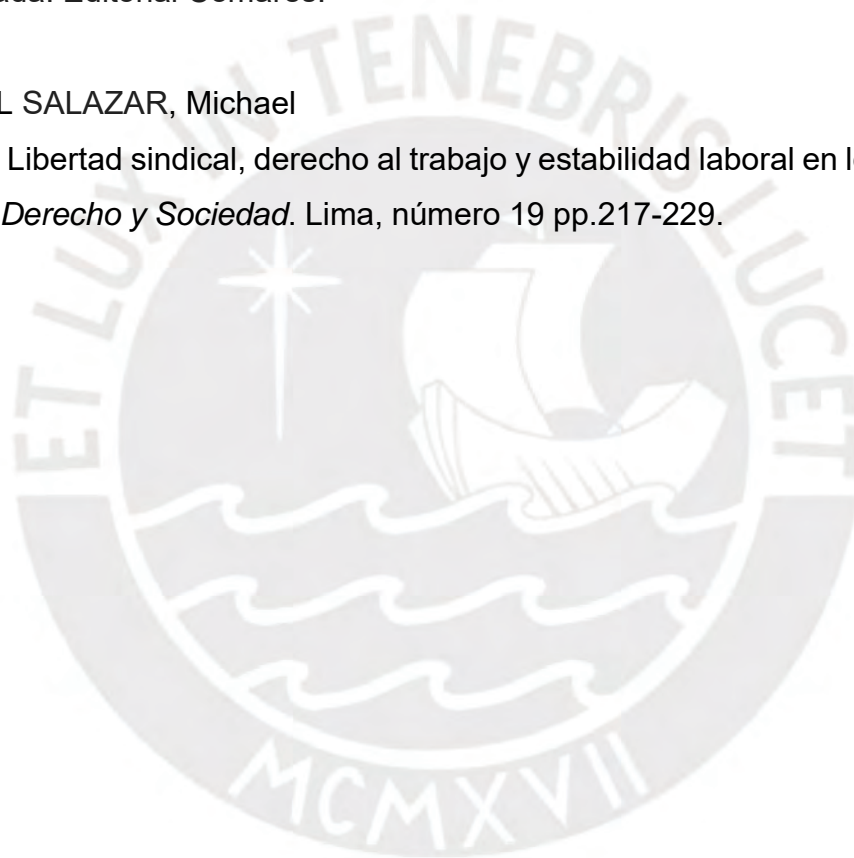 L SALAZAR, Michael
Libertad sindical, derecho al trabajo y estabilidad laboral en
Derecho y Sociedad. Lima, número 19 pp.217-229.
ET LUX IN TENEBRIS LUCET
MCMXVII